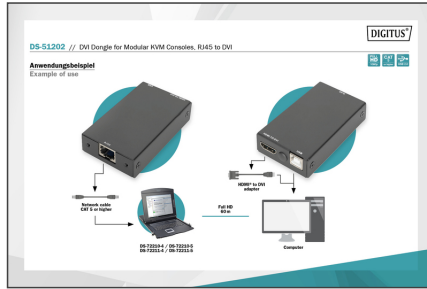 DIGITUS®
DS-51202 // DVI Dongle for Modular KVM Consoles, RJ45 to DVI
Anwendungsbeispiel
Example of use
HDMI® to DVI
adapter
Network cable
CAT 5 or higher
Full HD
60 m
DS-72210-4 / DS-72210-5
DS-72211-4 / DS-72211-5
Computer